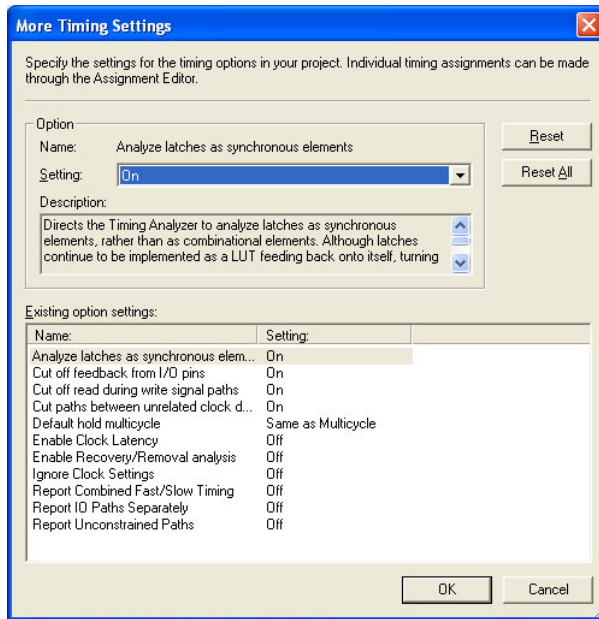 More Timing Settings
Specify the settings for the timing options in your project. Individual timing assignments can be made
through the Assignment Editor.
Option
Name: Analyze latches as synchronous elements
Reset
Setting: On
Reset All
Description:
Directs the Timing Analyzer to analyze latches as synchronous
elements, rather than as combinational elements. Although latches
continue to be implemented as a LUT feeding back onto itself, turning
Existing option settings:
Name: Setting:
Analyze latches as synchronous elem... On
Cut off feedback from I/O pins On
Cut off read during write signal paths On
Cut paths between unrelated clock d... On
Default hold multicycle Same as Multicycle
Enable Clock Latency Off
Enable Recovery/Removal analysis Off
Ignore Clock Settings Off
Report Combined Fast/Slow Timing Off
Report IO Paths Separately Off
Report Unconstrained Paths Off
OK Cancel